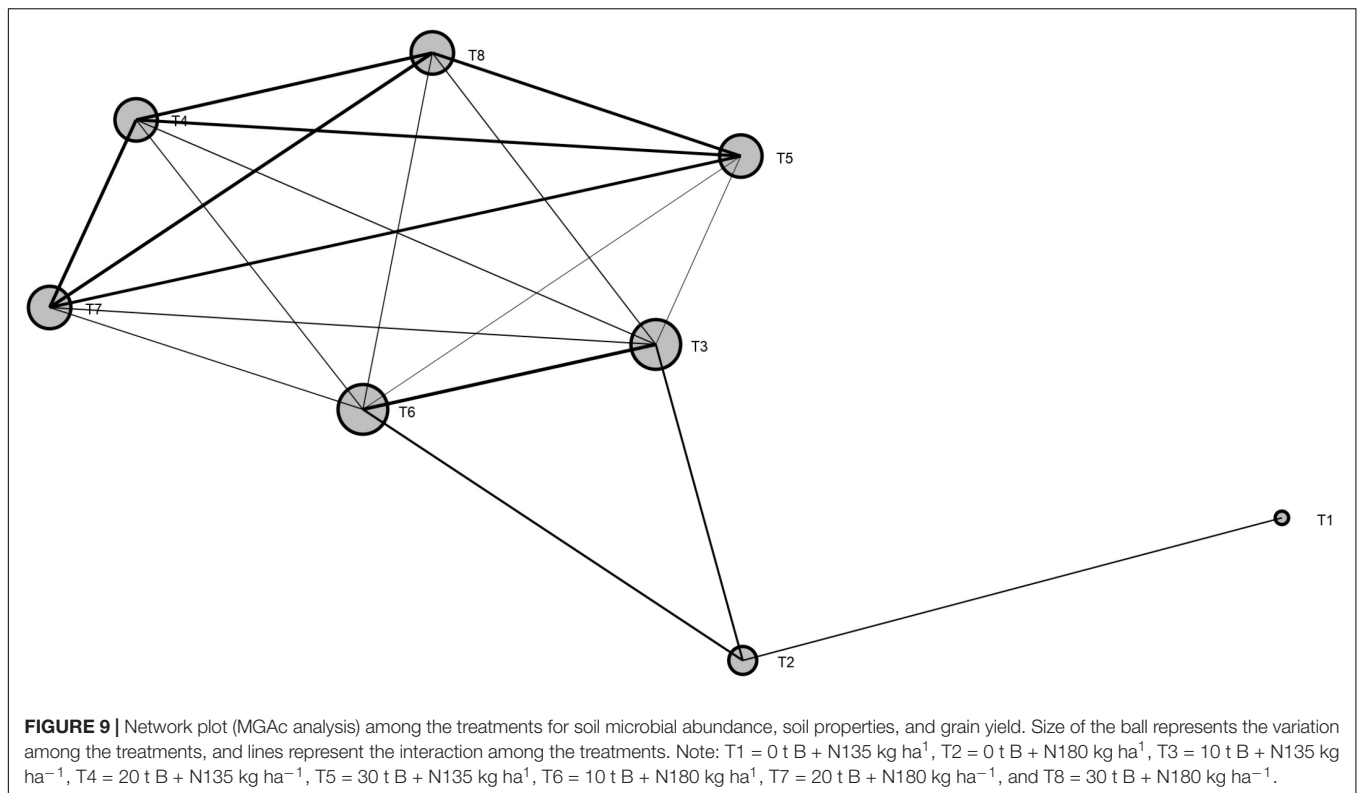 T8
T4
T5
T7
T3
T6
T1
T2
FIGURE 9 | Network plot (MGAc analysis) among the treatments for soil microbial abundance, soil properties, and grain yield. Size of the ball represents the variation
among the treatments, and lines represent the interaction among the treatments. Note: T1 = 0 t B + N135 kg ha¹, T2 = 0 t B + N180 kg ha¹, T3 = 10 t B + N135 kg
ha⁻¹, T4 = 20 t B + N135 kg ha⁻¹, T5 = 30 t B + N135 kg ha¹, T6 = 10 t B + N180 kg ha¹, T7 = 20 t B + N180 kg ha⁻¹, and T8 = 30 t B + N180 kg ha⁻¹.